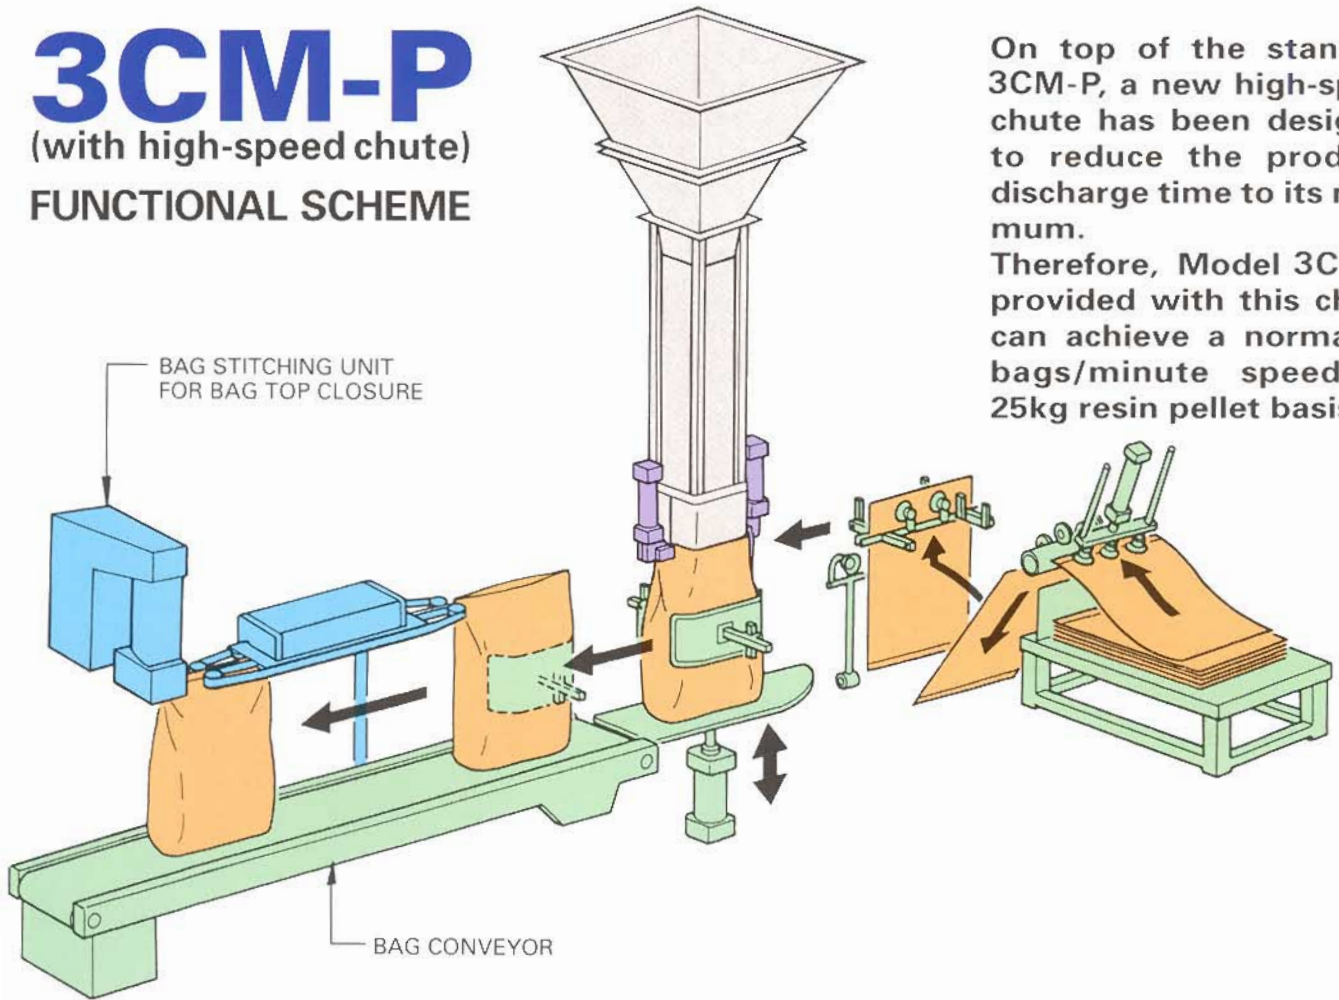 3CM-P
(with high-speed chute)
FUNCTIONAL SCHEME
On top of the stan
3CM-P, a new high-sp
chute has been desig
to reduce the prod
discharge time to its
mum.
Therefore, Model 3C
provided with this ch
can achieve a norma
bags/minute speed
25kg resin pellet basis
BAG STITCHING UNIT
FOR BAG TOP CLOSURE
BAG CONVEYOR